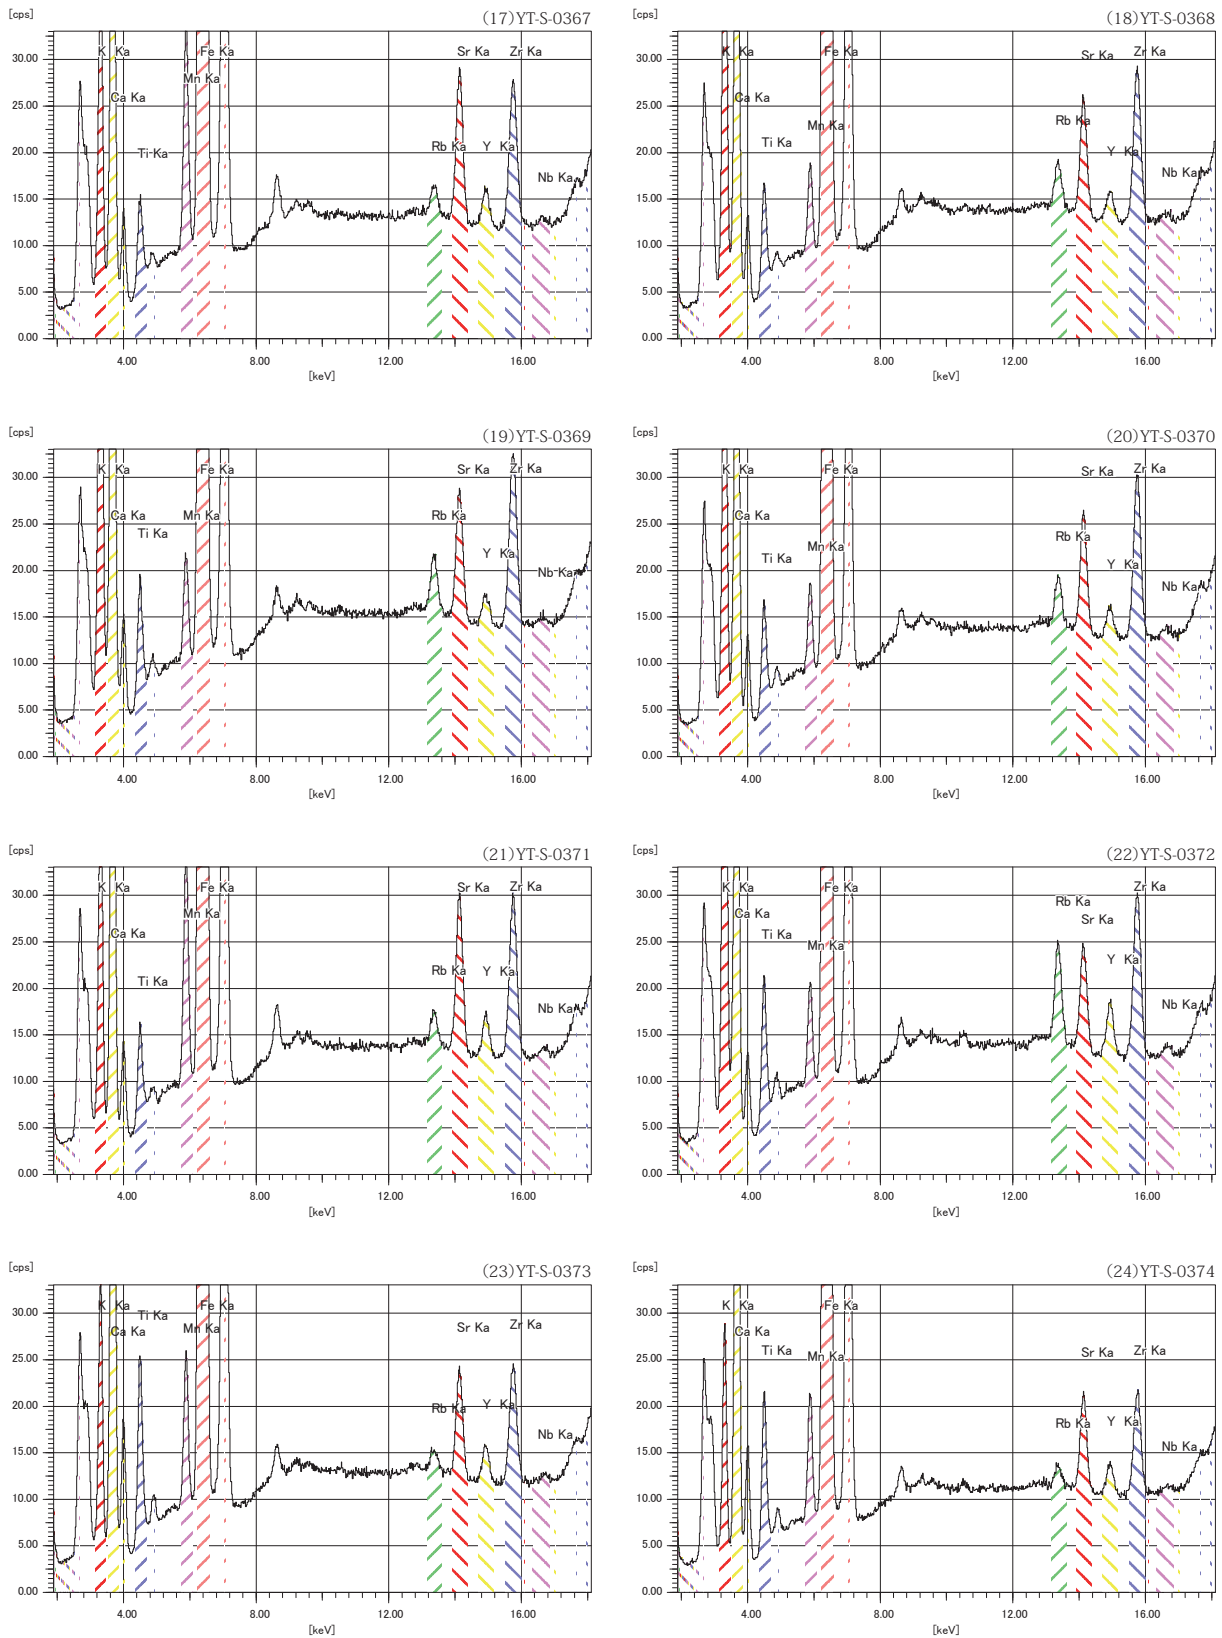 [cps] (17)YT-S-0367
K Ka Fe Ka Sr Ka Zr Ka
30.00
Mn Ka
Ca Ka
25.00
Rb Ka Y Ka
20.00 Ti Ka
Nb Ka
15.00
10.00
5.00
0.00
4.00 8.00 12.00 16.00
[keV]
[cps] (18)YT-S-0368
K Ka Fe Ka Sr Ka Zr Ka
30.00
Ca Ka
25.00
Mn Ka Rb Ka
Ti Ka Y Ka
20.00
Nb Ka
15.00
10.00
5.00
0.00
4.00 8.00 12.00 16.00
[keV]
[cps] (19)YT-S-0369
K Ka Fe Ka Sr Ka Zr Ka
30.00
Ca Ka Mn Ka Rb Ka
25.00
Ti Ka
Y Ka
20.00 Nb Ka
15.00
10.00
5.00
0.00
4.00 8.00 12.00 16.00
[keV]
[cps] (20)YT-S-0370
K Ka Fe Ka Sr Ka Zr Ka
30.00
Ca Ka
25.00
Mn Ka Rb Ka
Ti Ka Y Ka
20.00
Nb Ka
15.00
10.00
5.00
0.00
4.00 8.00 12.00 16.00
[keV]
[cps] (21)YT-S-0371
K Ka Fe Ka Sr Ka Zr Ka
30.00
Mn Ka
Ca Ka
25.00
Ti Ka Rb Ka Y Ka
20.00
Nb Ka
15.00
10.00
5.00
0.00
4.00 8.00 12.00 16.00
[keV]
[cps] (22)YT-S-0372
K Ka Fe Ka Zr Ka
30.00 Rb Ka
Ca Ka Sr Ka
Ti Ka
25.00
Mn Ka Y Ka
20.00
Nb Ka
15.00
10.00
5.00
0.00
4.00 8.00 12.00 16.00
[keV]
[cps] (23)YT-S-0373
K Ka Fe Ka
30.00 Ti Ka
Ca Ka Mn Ka Sr Ka Zr Ka
25.00
Rb Ka Y Ka
20.00
Nb Ka
15.00
10.00
5.00
0.00
4.00 8.00 12.00 16.00
[keV]
[cps] (24)YT-S-0374
K Ka Fe Ka
30.00
Ca Ka
Ti Ka Mn Ka Sr Ka Zr Ka
25.00
20.00 Rb Ka Y Ka
Nb Ka
15.00
10.00
5.00
0.00
4.00 8.00 12.00 16.00
[keV]